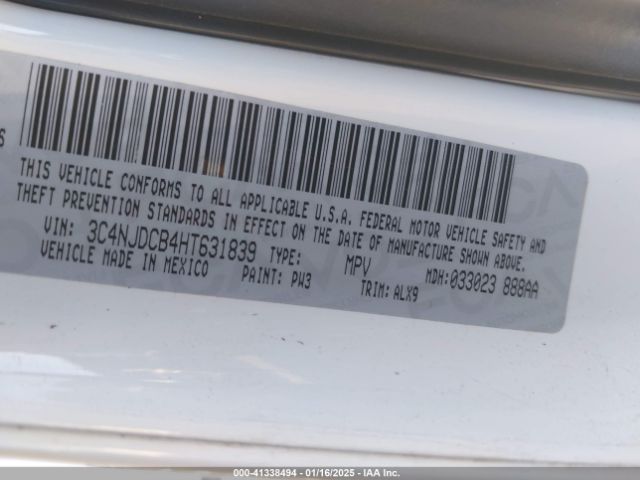 S
THIS VEHICLE CONFORMS TO ALL APPLICABLE U.S.A. FEDERAL MOTOR VEHICLE SAFETY AND
THEFT PREVENTION STANDARDS IN EFFECT ON THE DATE OF MANUFACTURE SHOWN ABOVE.
VIN: 3C4NJDCB4HT631839 TYPE: MPV MDH:033023 888AA
VEHICLE MADE IN MEXICO PAINT: PW3 TRIM: ALX9
000-41338494 - 01/16/2025 - IAA Inc.